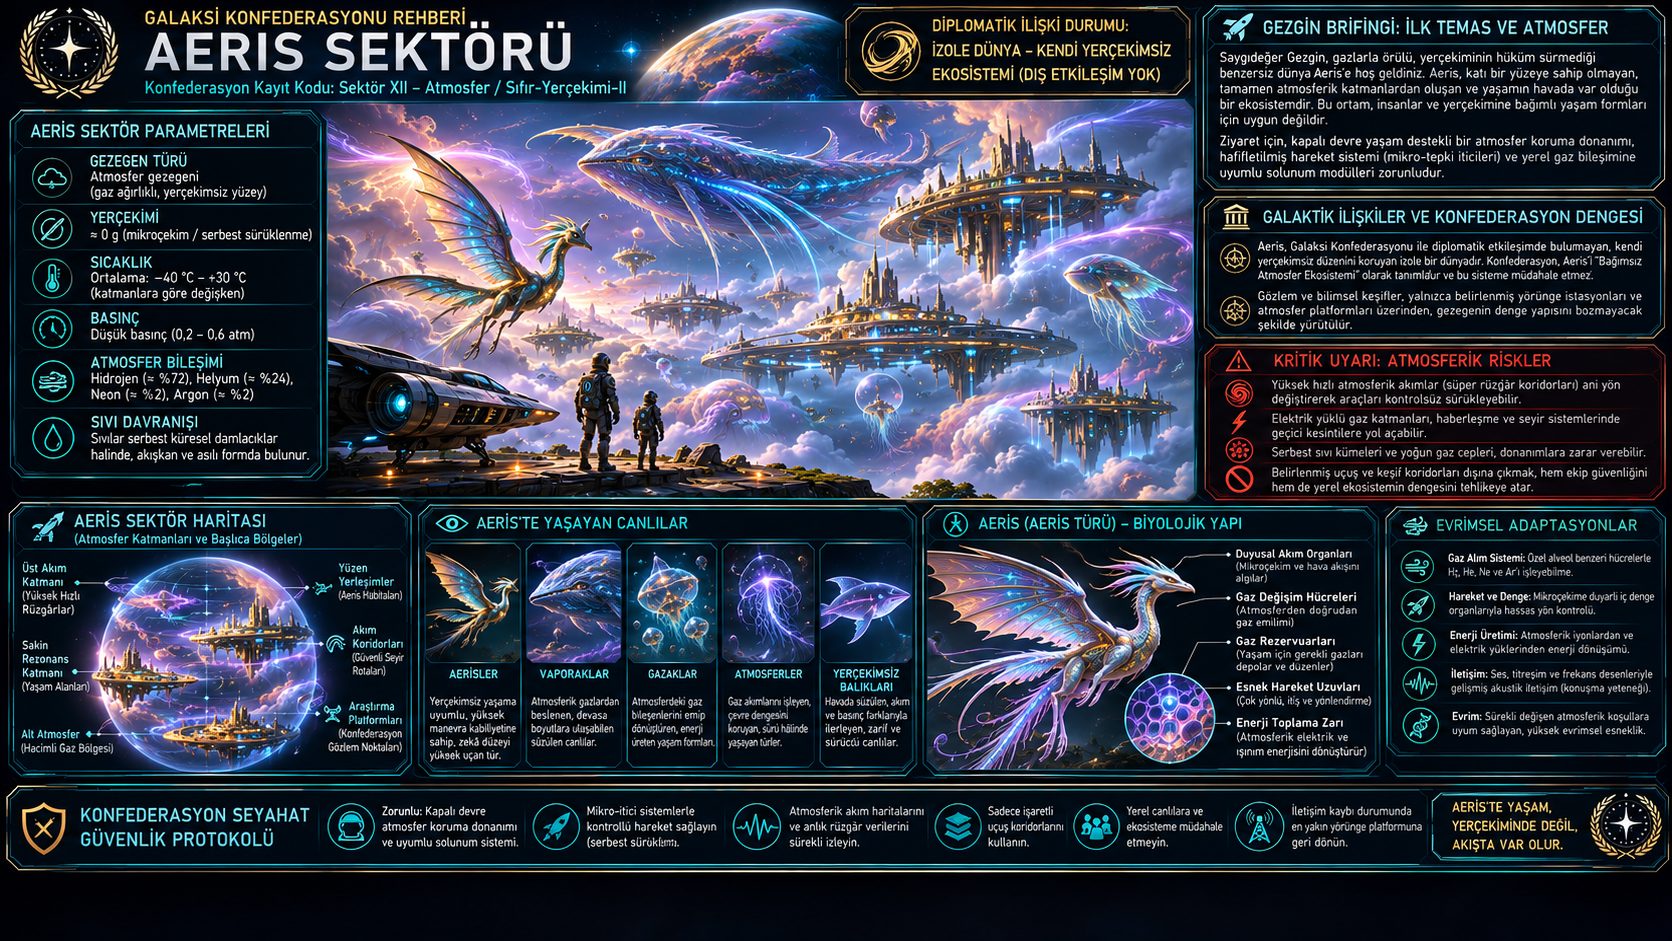 GALAKSİ KONFEDERASYONU REHBERİ
AERIS SEKTÖRÜ
Konfederasyon Kayıt Kodu: Sektör XII – Atmosfer / Sıfır-Yerçekimi-II
DİPLOMATİK İLİŞKİ DURUMU:
İZOLE DÜNYA – KENDİ YERÇEKİMSİZ
EKOSİSTEMİ (DIŞ ETKİLEŞİM YOK)
GEZGİN BRİFİNGİ: İLK TEMAS VE ATMOSFER
Saygıdeğer Gezgin, gazlarla örülü, yerçekiminin hüküm sürmediği
benzersiz dünya Aeris'e hoş geldiniz. Aeris, katı bir yüzeye sahip olmayan,
tamamen atmosferik katmanlardan oluşan ve yaşamın havada var olduğu
bir ekosistemdir. Bu ortam, insanlar ve yerçekimine bağımlı yaşam formları
için uygun değildir.
Ziyaret için, kapalı devre yaşam destekli bir atmosfer koruma donanımı,
hafifletilmiş hareket sistemi (mikro-tepki iticileri) ve yerel gaz bileşimine
uyumlu solunum modülleri zorunludur.
AERİS SEKTÖR PARAMETRELERİ
GEZEGEN TÜRÜ
Atmosfer gezegeni
(gaz ağırlıklı, yerçekimsiz yüzey)
YERÇEKİMİ
≈ 0 g (mikroçekim / serbest sürüklenme)
SICAKLIK
Ortalama: −40 °C – +30 °C
(katmanlara göre değişken)
BASINÇ
Düşük basınç (0,2 – 0,6 atm)
ATMOSFER BİLEŞİMİ
Hidrojen (≈ %72), Helyum (≈ %24),
Neon (≈ %2), Argon (≈ %2)
SIVI DAVRANIŞI
Sıvılar serbest küresel damlacıklar
halinde, akışkan ve asılı formda bulunur.
GALAKTİK İLİŞKİLER VE KONFEDERASYON DENGESİ
Aeris, Galaksi Konfederasyonu ile diplomatik etkileşimde bulunmayan, kendi
yerçekimsiz düzenini koruyan izole bir dünyadır. Konfederasyon, Aeris'i "Bağımsız
Atmosfer Ekosistemi" olarak tanımlar ve bu sisteme müdahale etmez.
Gözlem ve bilimsel keşifler, yalnızca belirlenmiş yörünge istasyonları ve
atmosfer platformları üzerinden, gezegenin denge yapısını bozmayacak
şekilde yürütülür.
KRİTİK UYARI: ATMOSFERİK RİSKLER
Yüksek hızlı atmosferik akımlar (süper rüzgâr koridorları) ani yön
değiştirerek araçları kontrolsüz sürükleyebilir.
Elektrik yüklü gaz katmanları, haberleşme ve seyir sistemlerinde
geçici kesintilere yol açabilir.
Serbest sıvı kümeleri ve yoğun gaz cepleri, donanımlara zarar verebilir.
Belirlenmiş uçuş ve keşif koridorları dışına çıkmak, hem ekip güvenliğini
hem de yerel ekosistemin dengesini tehlikeye atar.
AERİS SEKTÖR HARİTASI
(Atmosfer Katmanları ve Başlıca Bölgeler)
Üst Akım
Katmanı
(Yüksek Hızlı
Rüzgârlar)
Sakin
Rezonans
Katmanı
(Yaşam Alanları)
Alt Atmosfer
(Hacimli Gaz Bölgesi)
Yüzen
Yerleşimler
(Aeris Hubitaları)
Akım
Koridorları
(Güvenli Seyir
Rotaları)
Araştırma
Platformları
(Konfederasyon
Gözlem Noktaları)
AERİS'TE YAŞAYAN CANLILAR
AERİSLER
Yerçekimsiz yaşama
uyumlu, yüksek
manevra kabiliyetine
sahip, zekâ düzeyi
yüksek uçan tür.
VAPORAKLAR
Atmosferik gazlardan
beslenen, devasa
boyutlara ulaşabilen
süzülen canlılar.
GAZAKLAR
Atmosferdeki gaz
bileşenlerini emip
dönüştüren, enerji
üreten yaşam formları.
ATMOSFERLER
Gaz akımlarını işleyen,
çevre dengesini
koruyan, sürü hâlinde
yaşayan türler.
YERÇEKİMSİZ
BALIKLARI
Havada süzülen, akım
ve basınç farklarıyla
ilerleyen, zarif ve
sürücü canlılar.
AERİS (AERİS TÜRÜ) – BİYOLOJİK YAPI
Duyusal Akım Organları
(Mikroçekim ve hava akışını
algılar)
Gaz Değişim Hücreleri
(Atmosferden doğrudan
gaz emilimi)
Gaz Rezervuarları
(Yaşam için gerekli gazları
depolar ve düzenler)
Esnek Hareket Uzuvları
(Çok yönlü, itiş ve yönlendirme)
Enerji Toplama Zarı
(Atmosferik elektrik ve
ışınım enerjisini dönüştürür)
EVRİMSEL ADAPTASYONLAR
Gaz Alım Sistemi: Özel alveol benzeri hücrelerle
He, Ne ve Ar'ı işleyebilme.
Hareket ve Denge: Mikroçekime duyarlı iç denge
organlarıyla hassas yön kontrolü.
Enerji Üretimi: Atmosferik iyonlardan ve
elektrik yüklerinden enerji dönüşümü.
İletişim: Ses, titreşim ve frekans desenleriyle
gelişmiş akustik iletişim (konuşma yeteneği).
Evrim: Sürekli değişen atmosferik koşullara
uyum sağlayan, yüksek evrimsel esneklik.
KONFEDERASYON SEYAHAT
GÜVENLİK PROTOKOLÜ
Zorunlu: Kapalı devre
atmosfer koruma donanımı
ve uyumlu solunum sistemi.
Mikro-itici sistemlerle
kontrollü hareket sağlayın
(serbest
Atmosferik akım haritalarını
ve anlık rüzgâr verilerini
sürekli izleyin.
Sadece işaretli
uçuş koridorlarını
kullanın.
Yerel canlılara ve
ekosisteme müdahale
etmeyin.
İletişim kaybı durumunda
en yakın yörünge platformuna
geri dönün.
AERİS'TE YAŞAM,
YERÇEKİMİNDE DEĞİL,
AKIŞTA VAR OLUR.